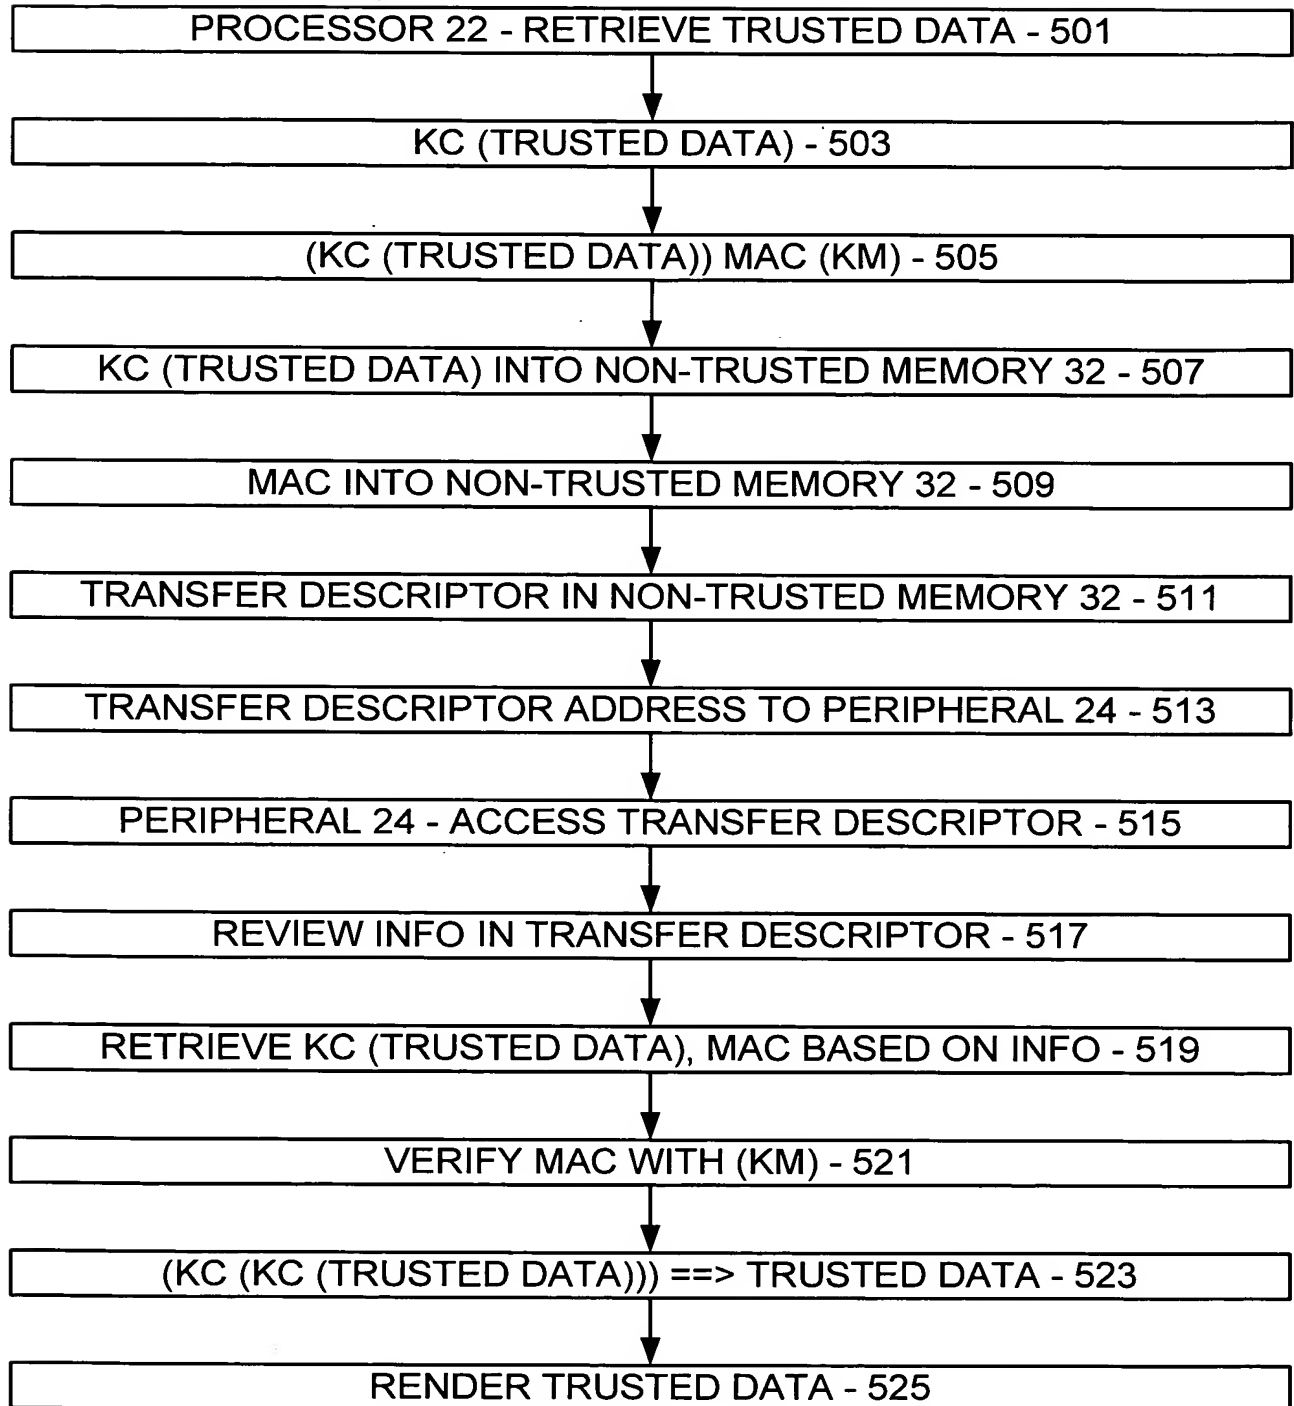 PROCESSOR 22 - RETRIEVE TRUSTED DATA - 501
KC (TRUSTED DATA) - 503
(KC (TRUSTED DATA)) MAC (KM) - 505
KC (TRUSTED DATA) INTO NON-TRUSTED MEMORY 32 - 507
MAC INTO NON-TRUSTED MEMORY 32 - 509
TRANSFER DESCRIPTOR IN NON-TRUSTED MEMORY 32 - 511
TRANSFER DESCRIPTOR ADDRESS TO PERIPHERAL 24 - 513
PERIPHERAL 24 - ACCESS TRANSFER DESCRIPTOR - 515
REVIEW INFO IN TRANSFER DESCRIPTOR - 517
RETRIEVE KC (TRUSTED DATA), MAC BASED ON INFO - 519
VERIFY MAC WITH (KM) - 521
(KC (KC (TRUSTED DATA))) ==> TRUSTED DATA - 523
RENDER TRUSTED DATA - 525